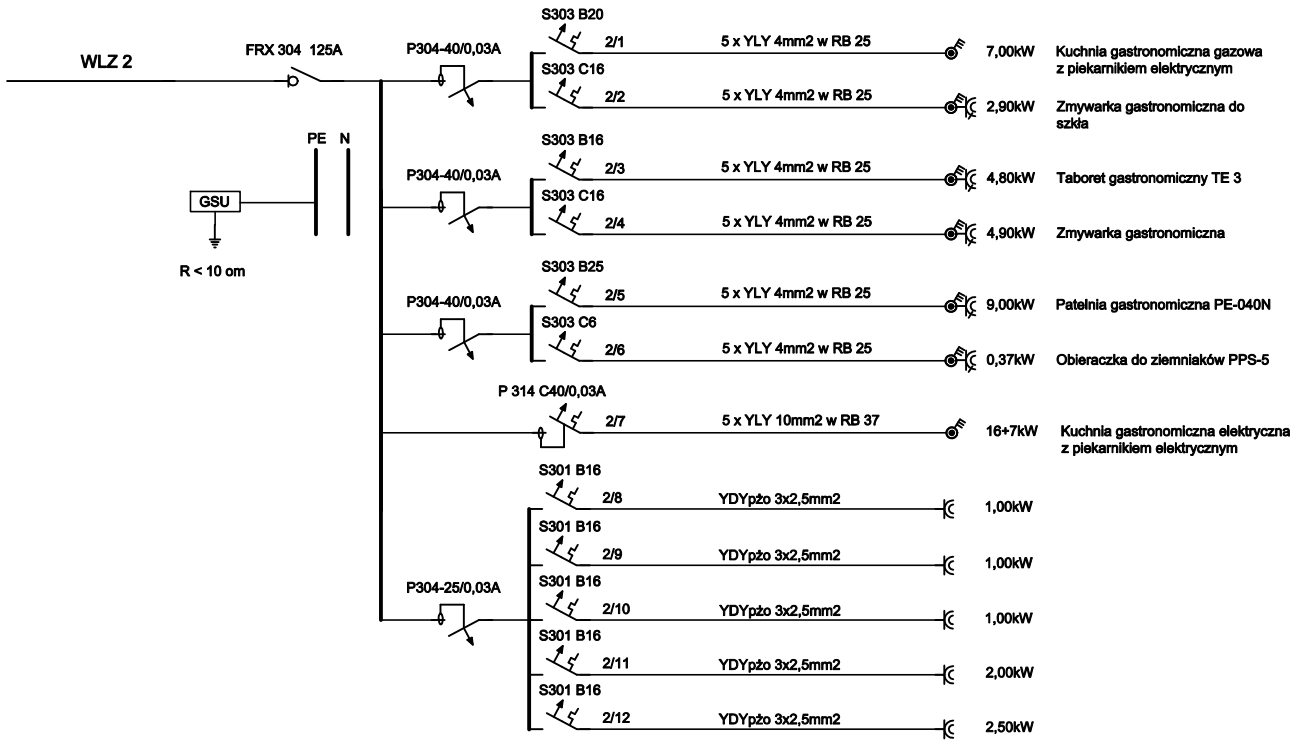 WLZ 2
FRX 304 125A
PE N
GSU
R < 10 om
P304-40/0,03A
S303 B20
2/1
5 x YLY 4mm2 w RB 25
7,00kW
Kuchnia gastronomiczna gazowa
z piekarnikiem elektrycznym
S303 C16
2/2
5 x YLY 4mm2 w RB 25
2,90kW
Zmywarka gastronomiczna do
szkła
P304-40/0,03A
S303 B16
2/3
5 x YLY 4mm2 w RB 25
4,80kW
Taboret gastronomiczny TE 3
S303 C16
2/4
5 x YLY 4mm2 w RB 25
4,90kW
Zmywarka gastronomiczna
P304-40/0,03A
S303 B25
2/5
5 x YLY 4mm2 w RB 25
9,00kW
Patelnia gastronomiczna PE-040N
S303 C6
2/6
5 x YLY 4mm2 w RB 25
0,37kW
Obieraczka do ziemniaków PPS-5
P 314 C40/0,03A
2/7
5 x YLY 10mm2 w RB 37
16+7kW
Kuchnia gastronomiczna elektryczna
z piekarnikiem elektrycznym
P304-25/0,03A
S301 B16
2/8
YDYpżo 3x2,5mm2
1,00kW
S301 B16
2/9
YDYpżo 3x2,5mm2
1,00kW
S301 B16
2/10
YDYpżo 3x2,5mm2
1,00kW
S301 B16
2/11
YDYpżo 3x2,5mm2
2,00kW
S301 B16
2/12
YDYpżo 3x2,5mm2
2,50kW